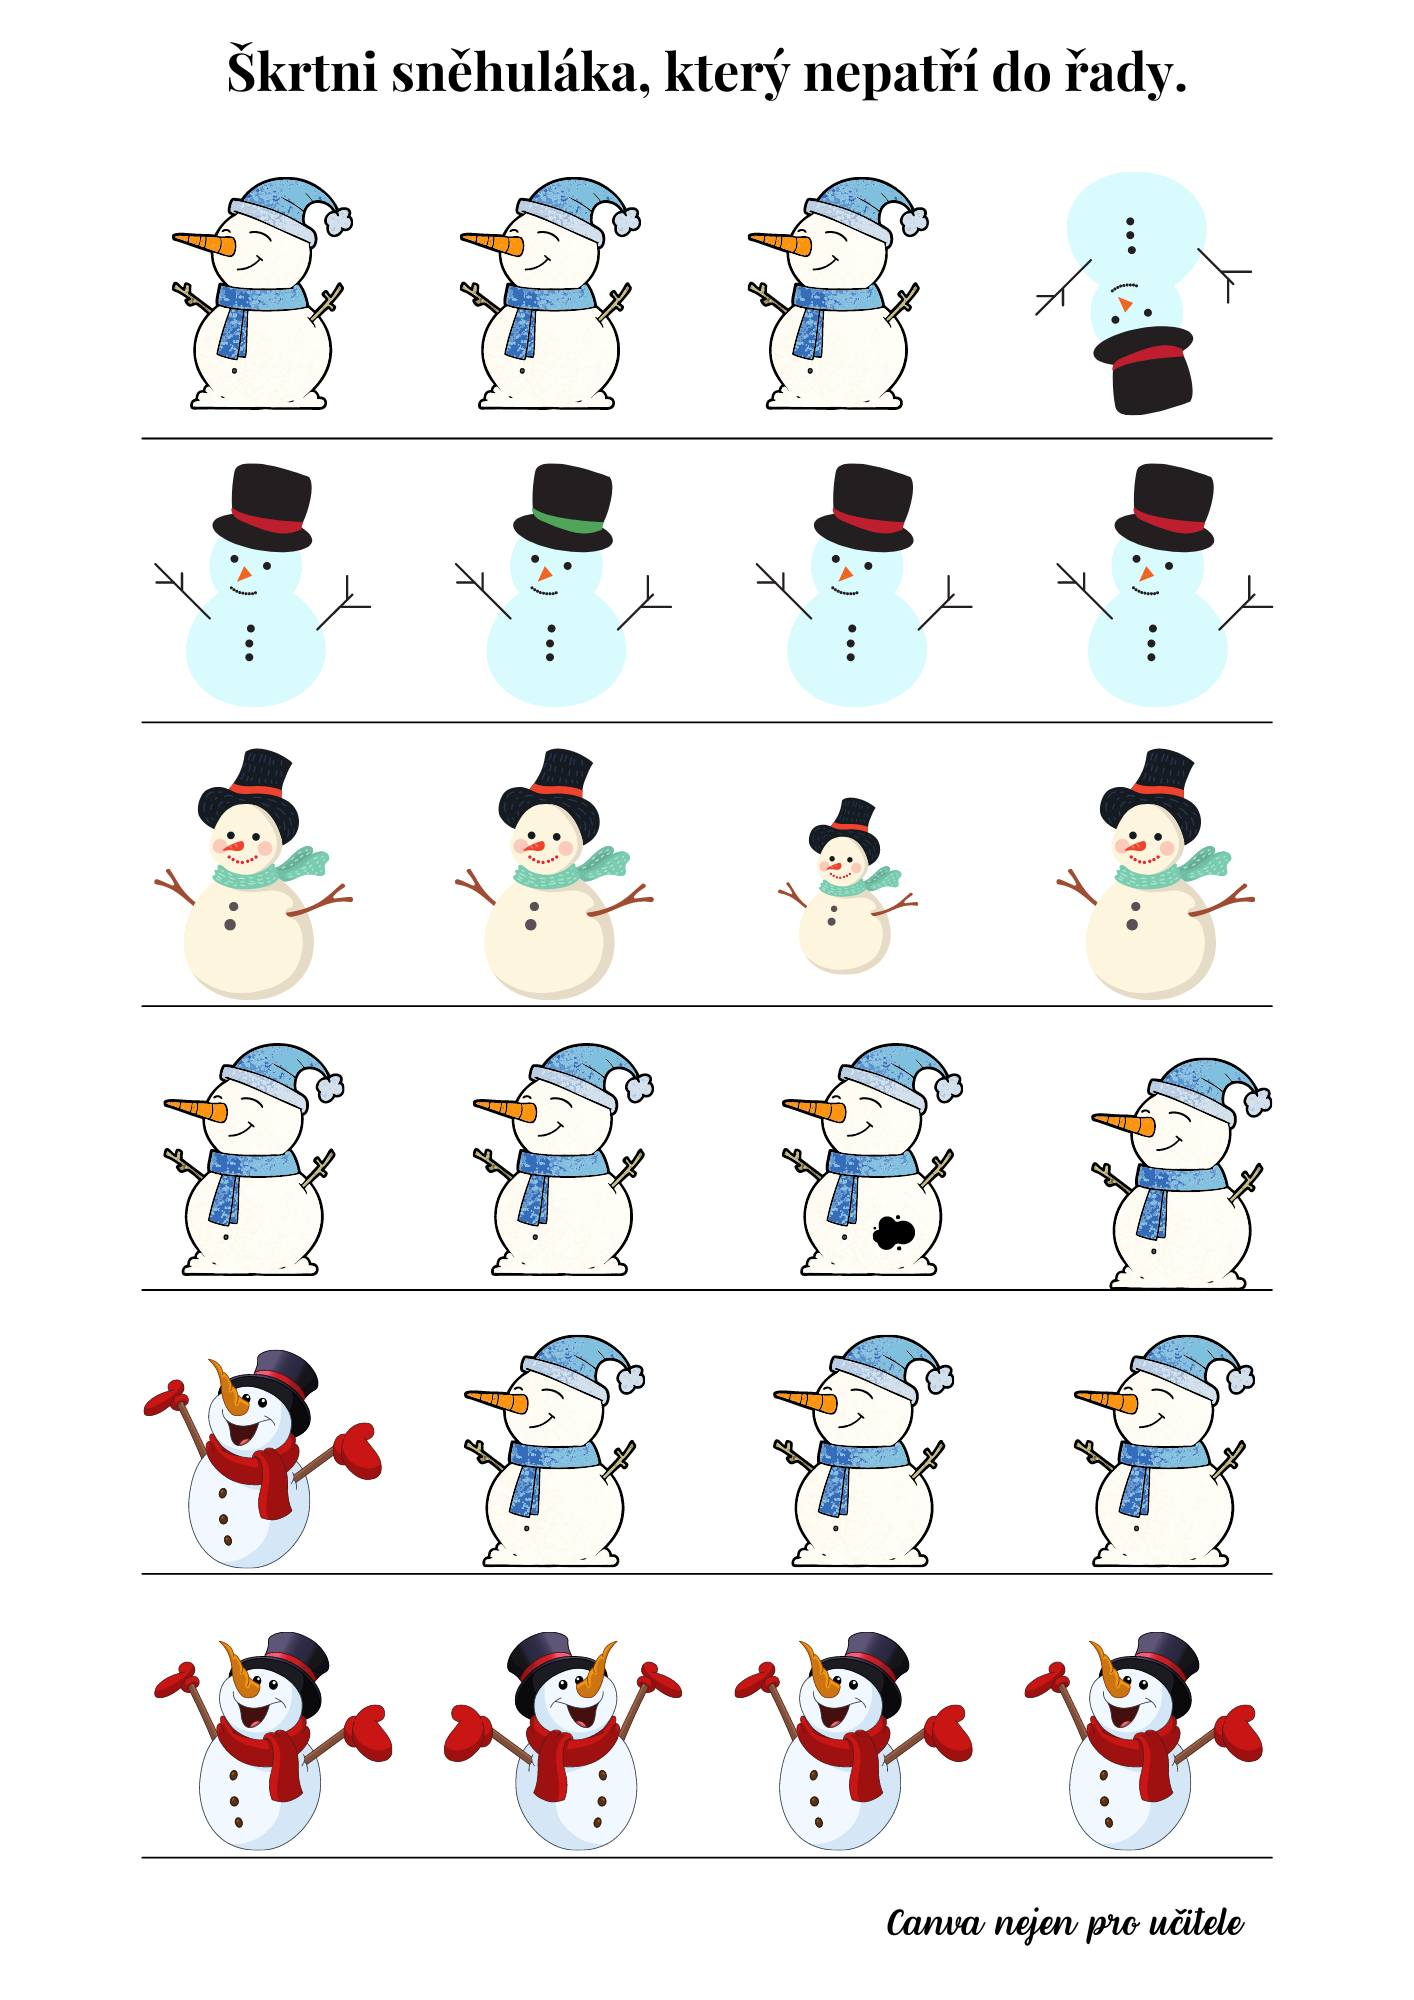 Škrtni sněhuláka, který nepatří do řady.
Canva nejen pro učitele